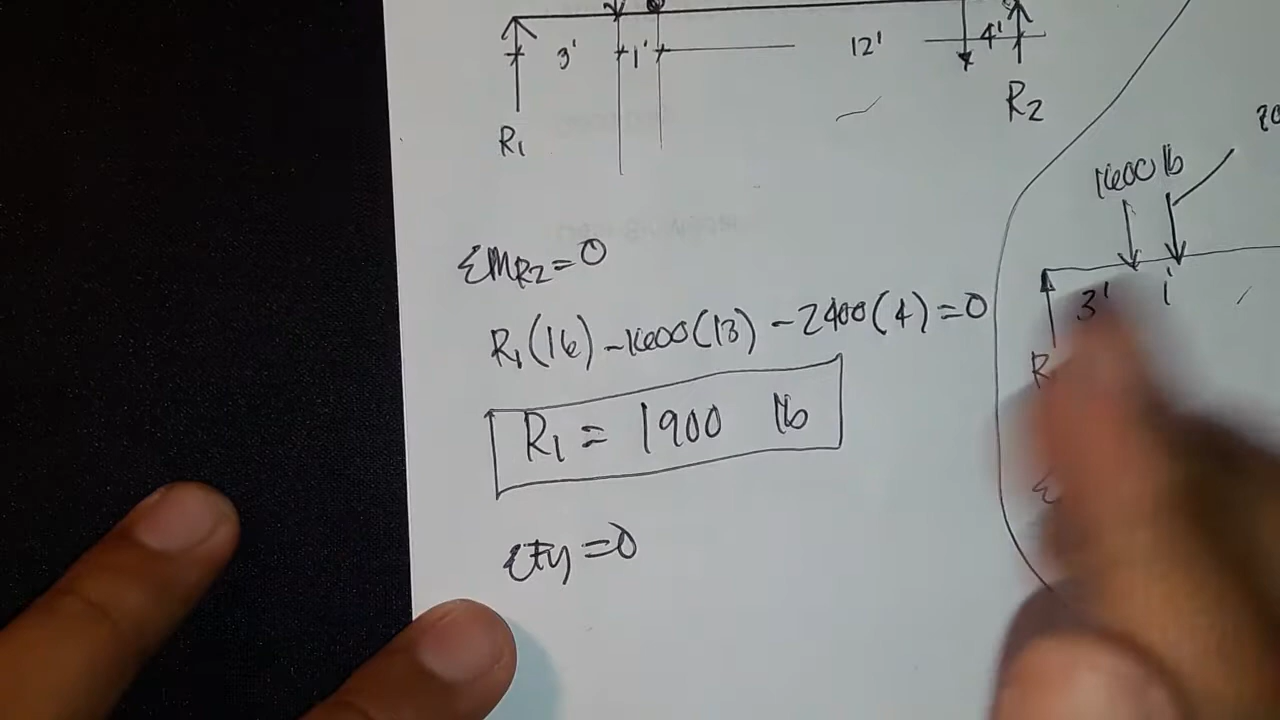 3' 1' 12' 4'
R₁ R₂
1600 lb
ΣM_R2=0
3' 1
R₁(16) -1600(13) -2400(4)=0
R₁ = 1900 lb
ΣFy=0